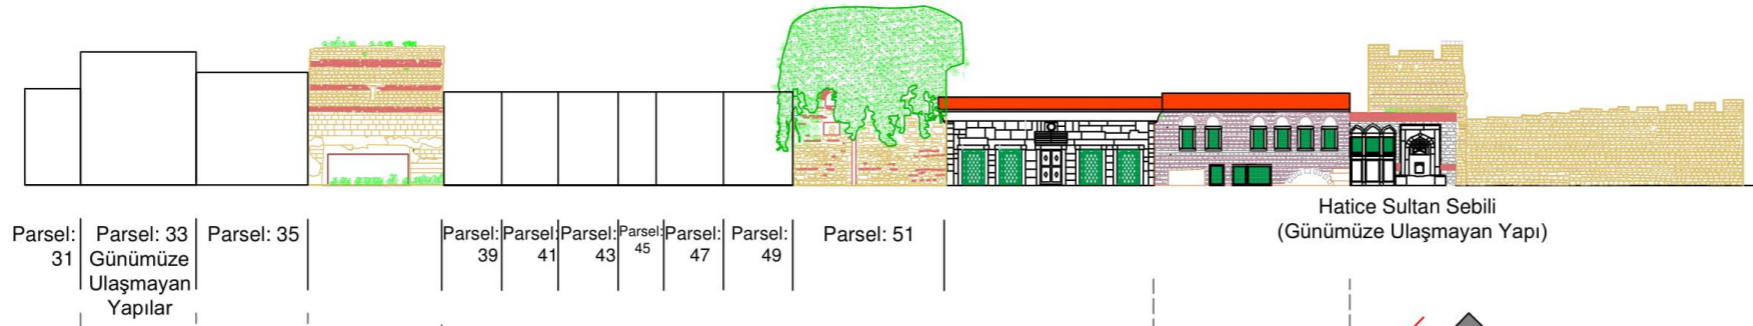 Parsel:
31
Parsel: 33
Günümüze
Ulaşmayan
Yapılar
Parsel: 35
Parsel:
39
Parsel:
41
Parsel:
43
Parsel:
45
Parsel:
47
Parsel:
49
Parsel: 51
Hatice Sultan Sebili
(Günümüze Ulaşmayan Yapı)